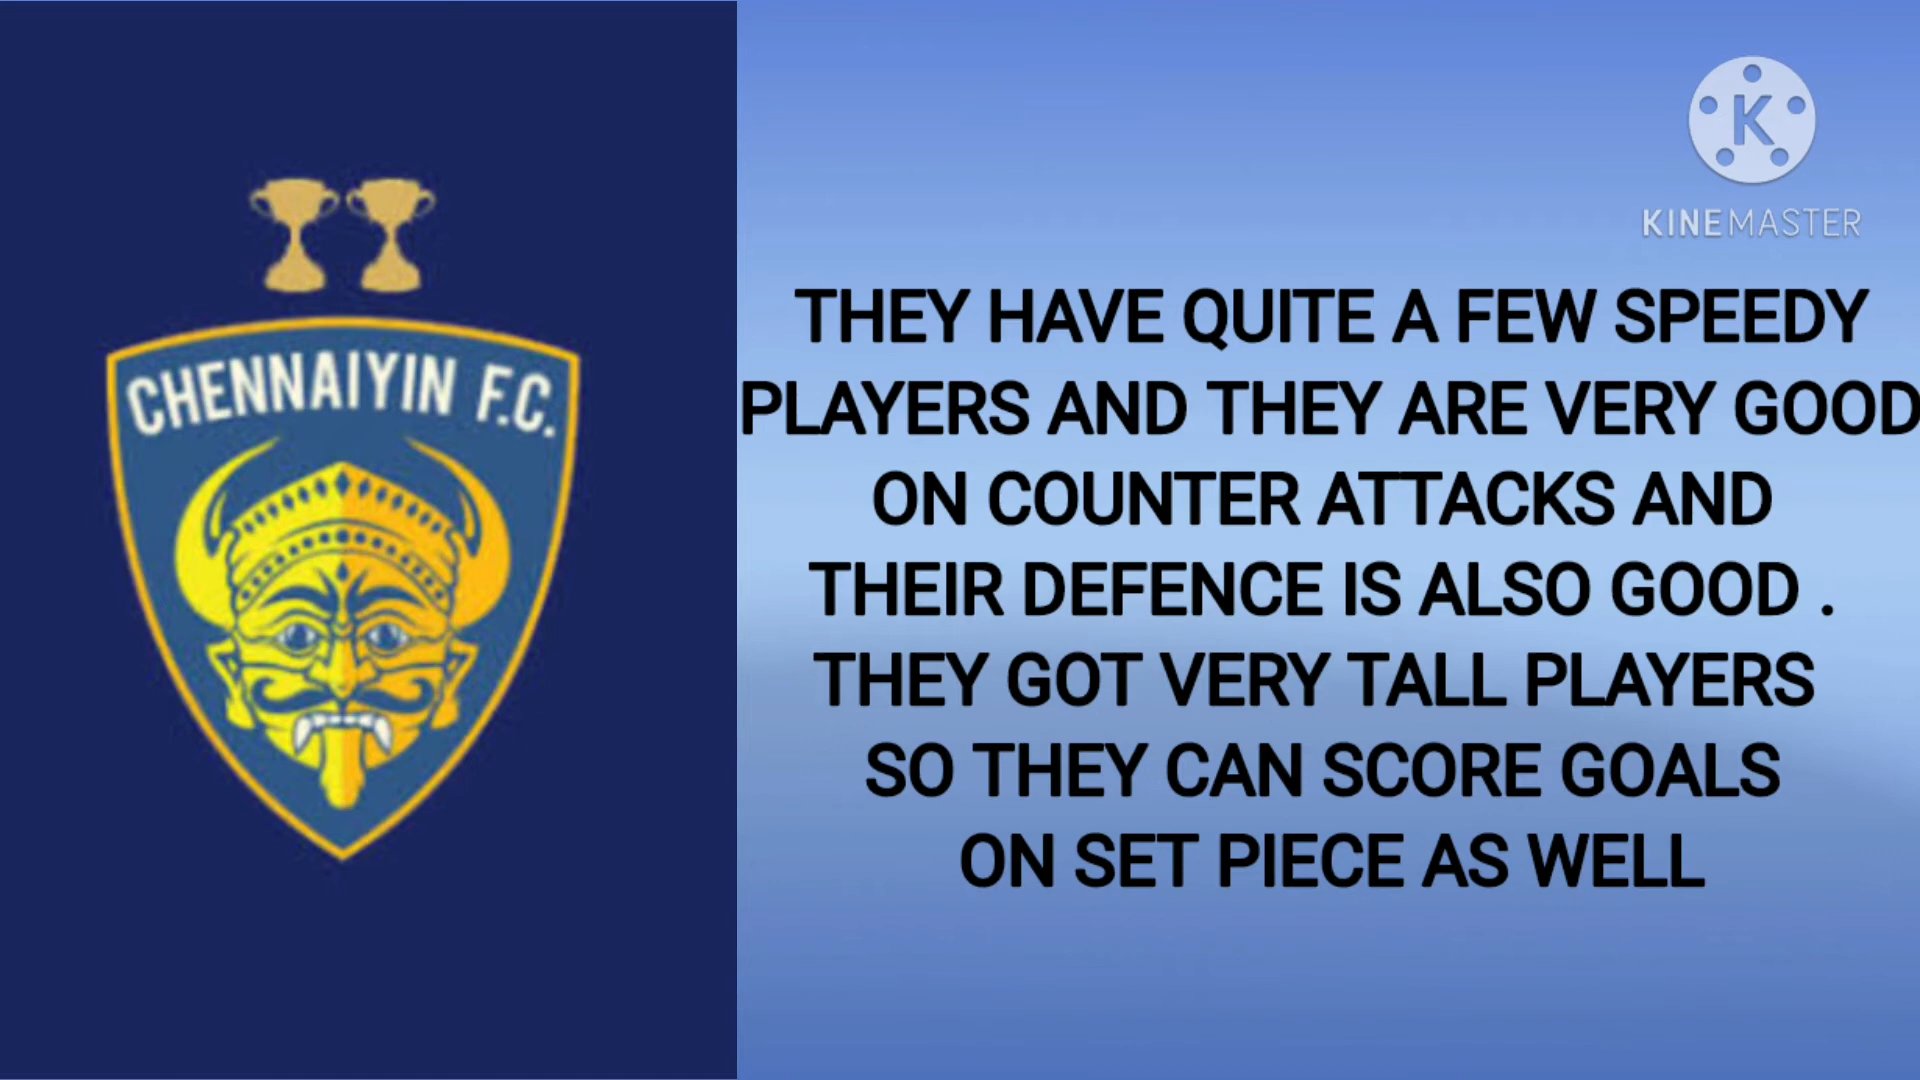 CHENNAIYIN F.C.
K
KINEMASTER
THEY HAVE QUITE A FEW SPEEDY
PLAYERS AND THEY ARE VERY GOOD
ON COUNTER ATTACKS AND
THEIR DEFENCE IS ALSO GOOD .
THEY GOT VERY TALL PLAYERS
SO THEY CAN SCORE GOALS
ON SET PIECE AS WELL